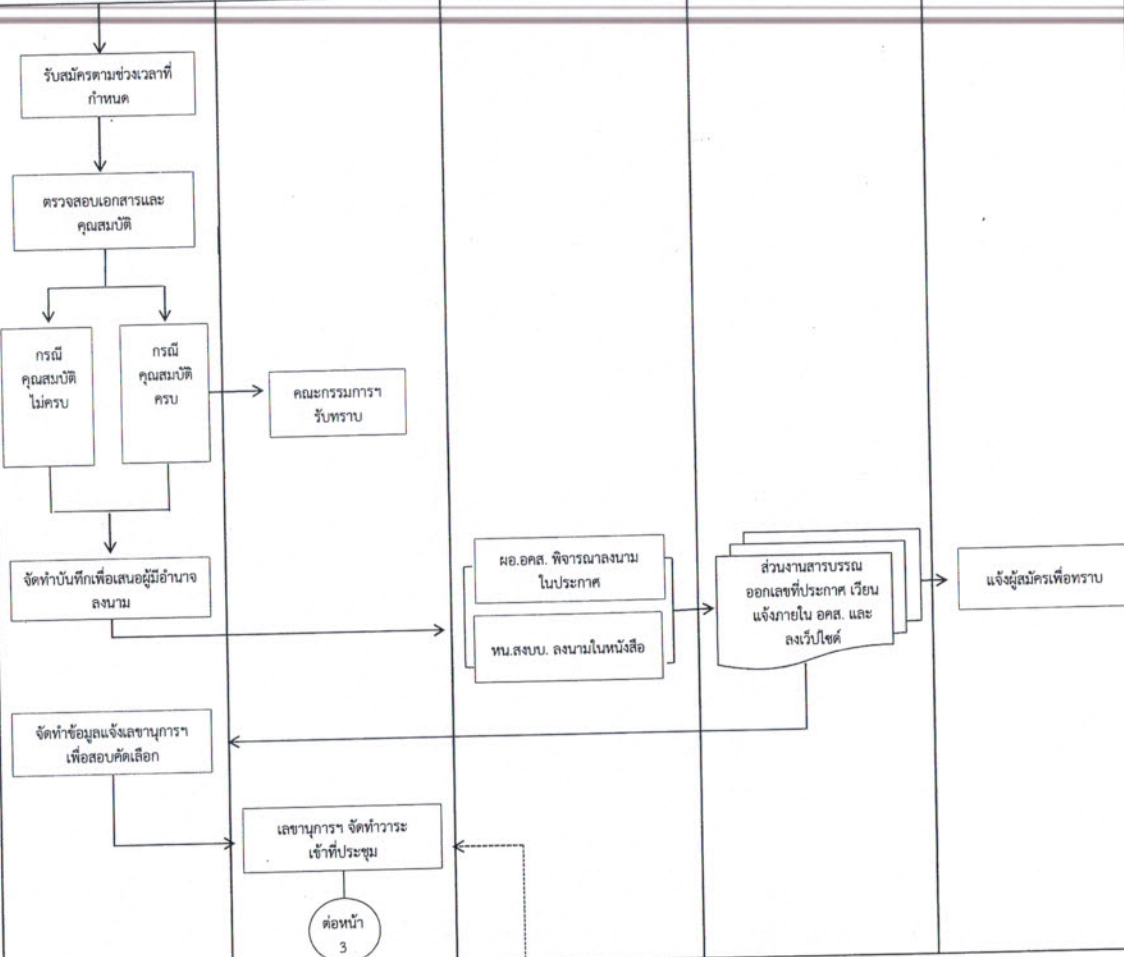 รับสมัครตามช่วงเวลาที่
กำหนด
ตรวจสอบเอกสารและ
คุณสมบัติ
กรณี
คุณสมบัติ
ไม่ครบ
กรณี
คุณสมบัติ
ครบ
คณะกรรมการฯ
รับทราบ
จัดทำบันทึกเพื่อเสนอผู้มีอำนาจ
ลงนาม
ผอ.อคส. พิจารณาลงนาม
ในประกาศ
หน.สงบบ. ลงนามในหนังสือ
ส่วนงานสารบรรณ
ออกเลขที่ประกาศ เวียน
แจ้งภายใน อคส. และ
ลงเว็ปไซต์
แจ้งผู้สมัครเพื่อทราบ
จัดทำข้อมูลแจ้งเลขานุการฯ
เพื่อสอบคัดเลือก
เลขานุการฯ จัดทำวาระ
เข้าที่ประชุม
ต่อหน้า
3